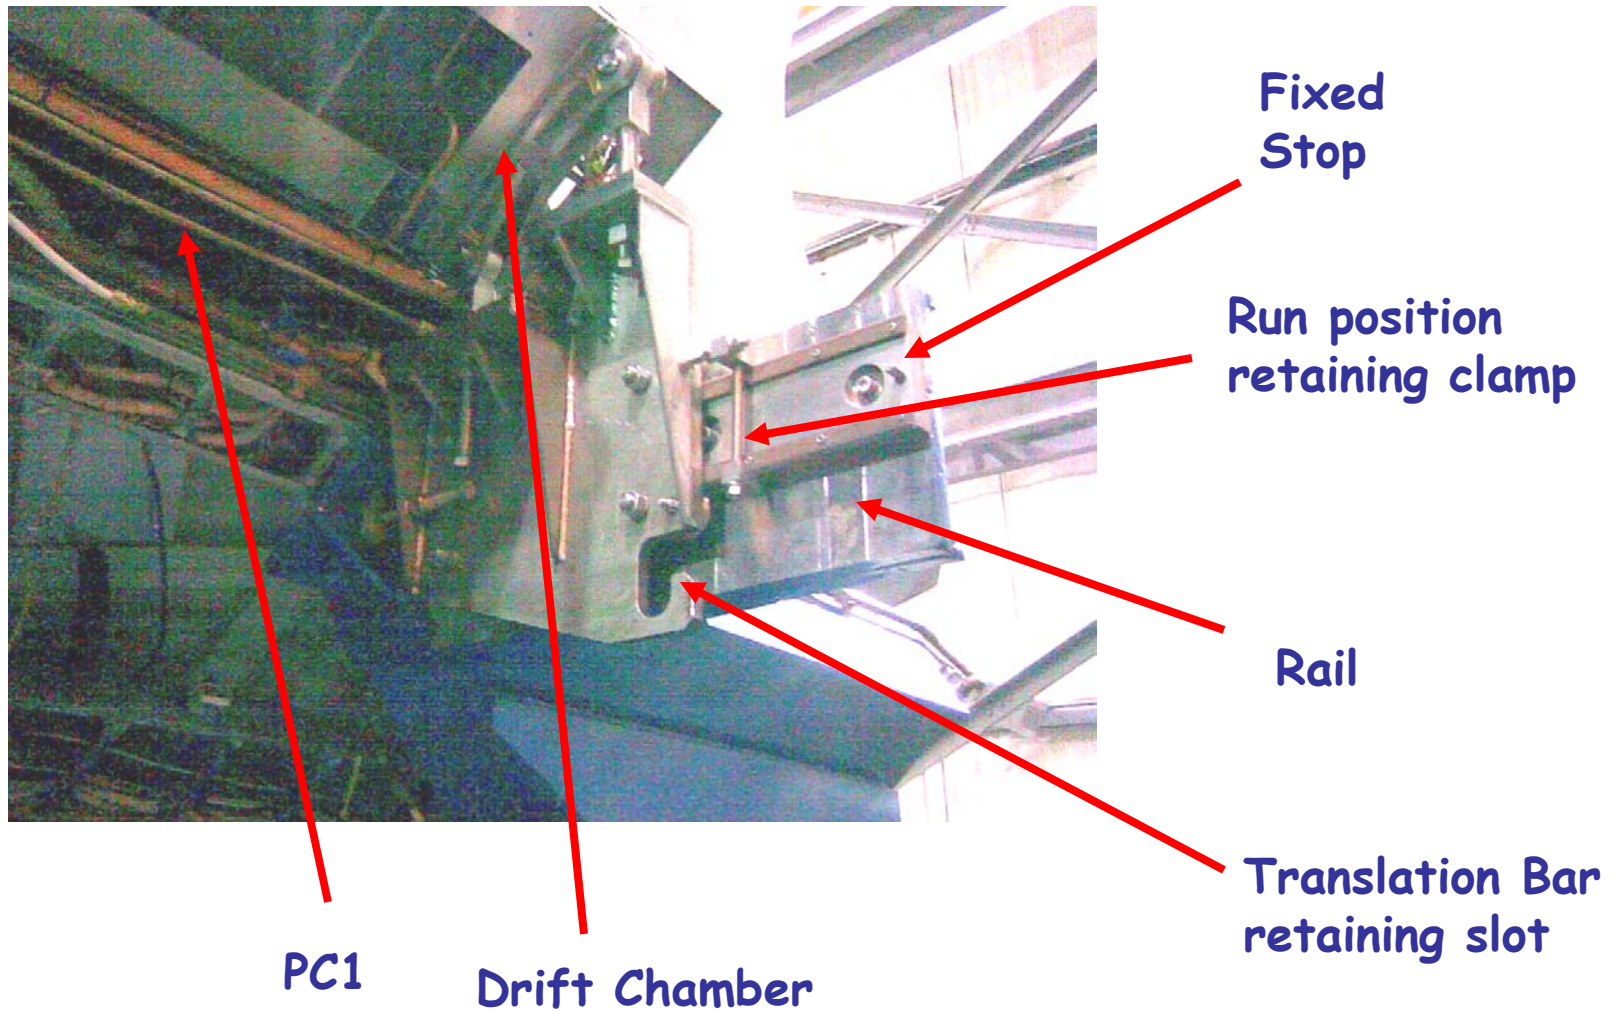 Fixed
Stop
Run position
retaining clamp
Rail
Translation Bar
retaining slot
PC1
Drift Chamber